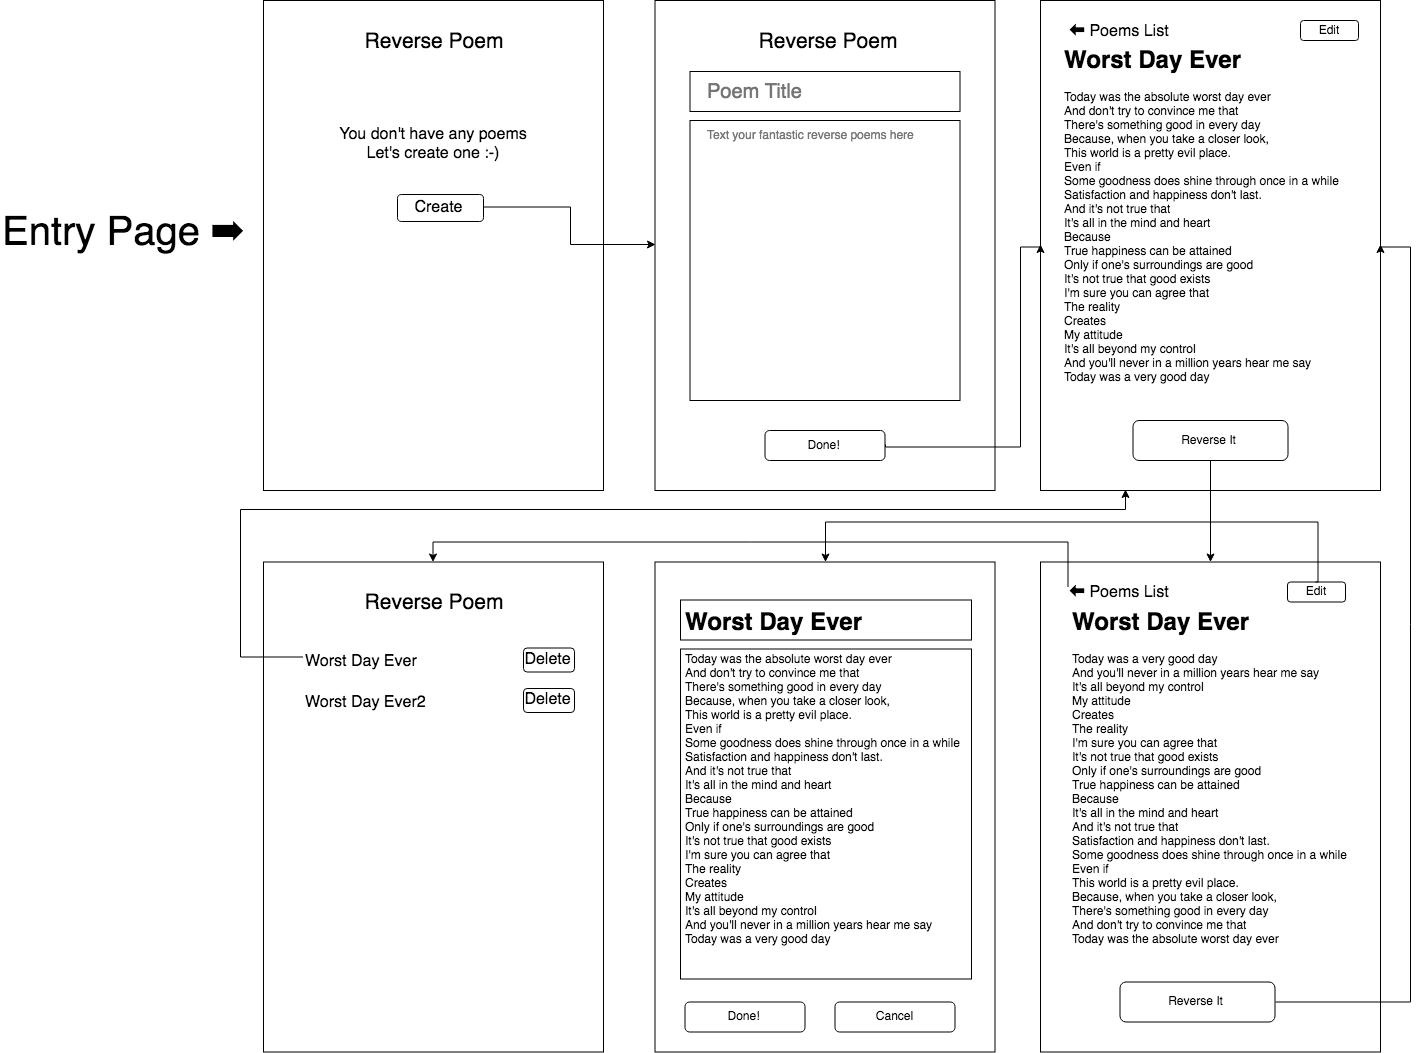 Entry Page
Reverse Poem
You don't have any poems
Let's create one :-)
Create
Reverse Poem
Poem Title
Text your fantastic reverse poems here
Done!
Poems List
Edit
Worst Day Ever
Today was the absolute worst day ever
And don't try to convince me that
There's something good in every day
Because, when you take a closer look,
This world is a pretty evil place.
Even if
Some goodness does shine through once in a while
Satisfaction and happiness don't last.
And it's not true that
It's all in the mind and heart
Because
True happiness can be attained
Only if one's surroundings are good
It's not true that good exists
I'm sure you can agree that
The reality
Creates
My attitude
It's all beyond my control
And you'll never in a million years hear me say
Today was a very good day
Reverse It
Reverse Poem
Worst Day Ever
Delete
Worst Day Ever2
Delete
Worst Day Ever
Today was the absolute worst day ever
And don't try to convince me that
There's something good in every day
Because, when you take a closer look,
This world is a pretty evil place.
Even if
Some goodness does shine through once in a while
Satisfaction and happiness don't last.
And it's not true that
It's all in the mind and heart
Because
True happiness can be attained
Only if one's surroundings are good
It's not true that good exists
I'm sure you can agree that
The reality
Creates
My attitude
It's all beyond my control
And you'll never in a million years hear me say
Today was a very good day
Done!
Cancel
Poems List
Edit
Worst Day Ever
Today was a very good day
And you'll never in a million years hear me say
It's all beyond my control
My attitude
Creates
The reality
I'm sure you can agree that
It's not true that good exists
Only if one's surroundings are good
True happiness can be attained
Because
It's all in the mind and heart
And it's not true that
Satisfaction and happiness don't last.
Some goodness does shine through once in a while
Even if
This world is a pretty evil place.
Because, when you take a closer look,
There's something good in every day
And don't try to convince me that
Today was the absolute worst day ever
Reverse It